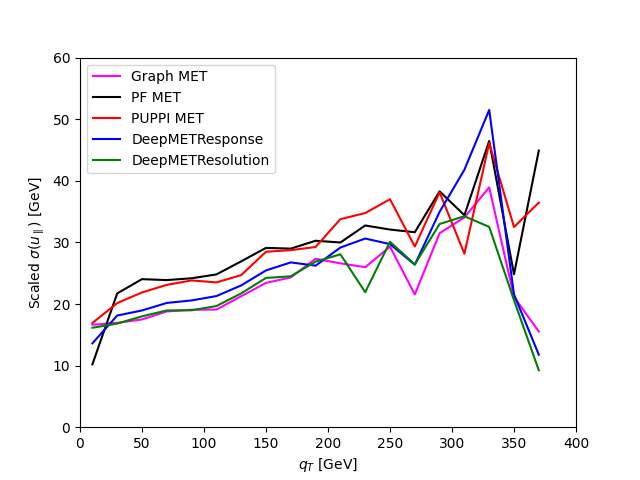 Graph MET
PF MET
PUPPI MET
DeepMETResponse
DeepMETResolution
Scaled σ(u∥) [GeV]
60
50
40
30
20
10
0
0 50 100 150 200 250 300 350 400
qT [GeV]